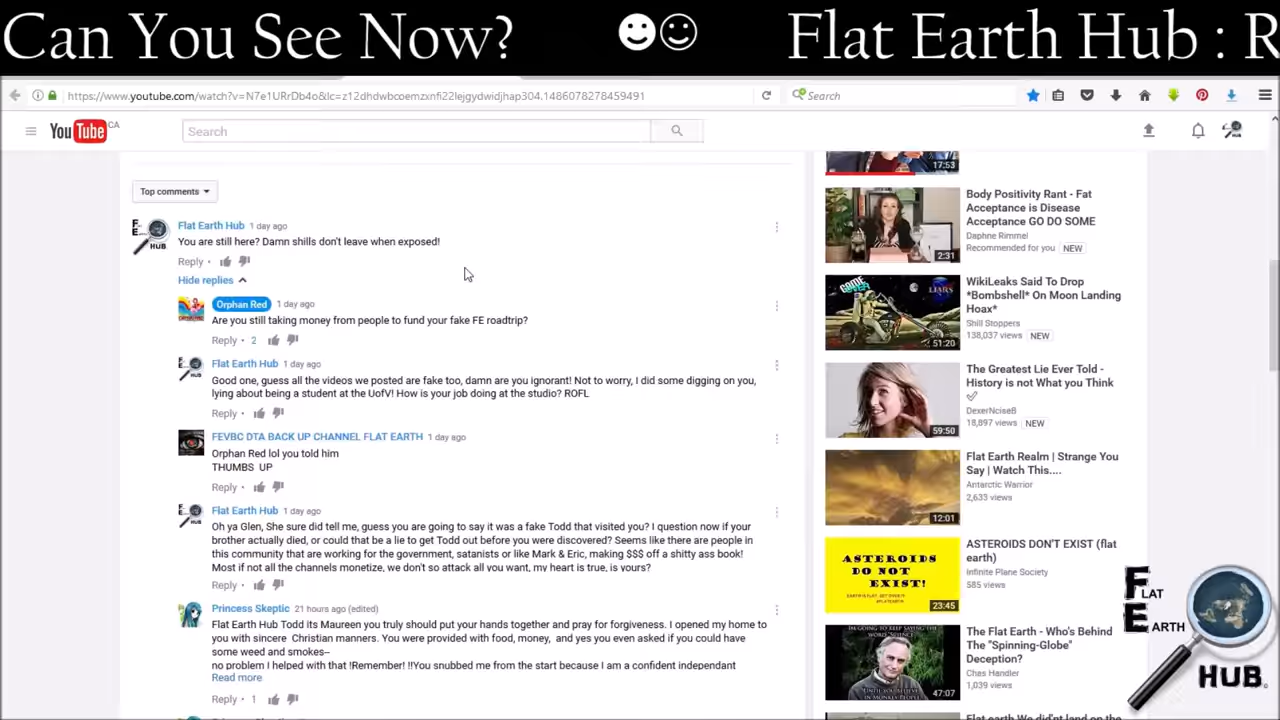 Can You See Now?
Flat Earth Hub : R
https://www.youtube.com/watch?v=N7e1URrDb4o&lc=z12dhdwbcoemzxnfi22lejgydwidjhap304.1486078278459491
Search
YouTube CA
Search
Top comments
Flat Earth Hub 1 day ago
You are still here? Damn shills don't leave when exposed!
Reply
Hide replies
Orphan Red 1 day ago
Are you still taking money from people to fund your fake FE roadtrip?
Reply 2
Flat Earth Hub 1 day ago
Good one, guess all the videos we posted are fake too, damn are you ignorant! Not to worry, I did some digging on you,
lying about being a student at the UofV! How is your job doing at the studio? ROFL
Reply
FEVBC DTA BACK UP CHANNEL FLAT EARTH 1 day ago
Orphan Red lol you told him
THUMBS UP
Reply
Flat Earth Hub 1 day ago
Oh ya Glen, She sure did tell me, guess you are going to say it was a fake Todd that visited you? I question now if your
brother actually died, or could that be a lie to get Todd out before you were discovered? Seems like there are people in
this community that are working for the government, satanists or like Mark & Eric, making $$$ off a shitty ass book!
Most if not all the channels monetize, we don't so attack all you want, my heart is true, is yours?
Reply
Princess Skeptic 21 hours ago (edited)
Flat Earth Hub Todd its Maureen you truly should put your hands together and pray for forgiveness. I opened my home to
you with sincere Christian manners. You were provided with food, money, and yes you even asked if you could have
some weed and smokes--
no problem I helped with that !Remember! !!You snubbed me from the start because I am a confident independant
Read more
Reply 1
17:53
Body Positivity Rant - Fat
Acceptance is Disease
Acceptance GO DO SOME
Daphne Rimmel
Recommended for you NEW
2:31
WikiLeaks Said To Drop
*Bombshell* On Moon Landing
Hoax*
Shill Stoppers
138,037 views NEW
51:20
The Greatest Lie Ever Told -
History is not What you Think
✓
DexerNciseB
18,897 views NEW
59:50
Flat Earth Realm | Strange You
Say | Watch This....
Antarctic Warrior
2,633 views
12:01
ASTEROIDS DON'T EXIST (flat
earth)
Infinite Plane Society
585 views
ASTEROIDS
DO NOT
EXIST!
23:45
The Flat Earth - Who's Behind
The "Spinning-Globe"
Deception?
Chas Handler
1,039 views
47:07
Flat earth We did'nt land on the
FLAT
EARTH
HUB